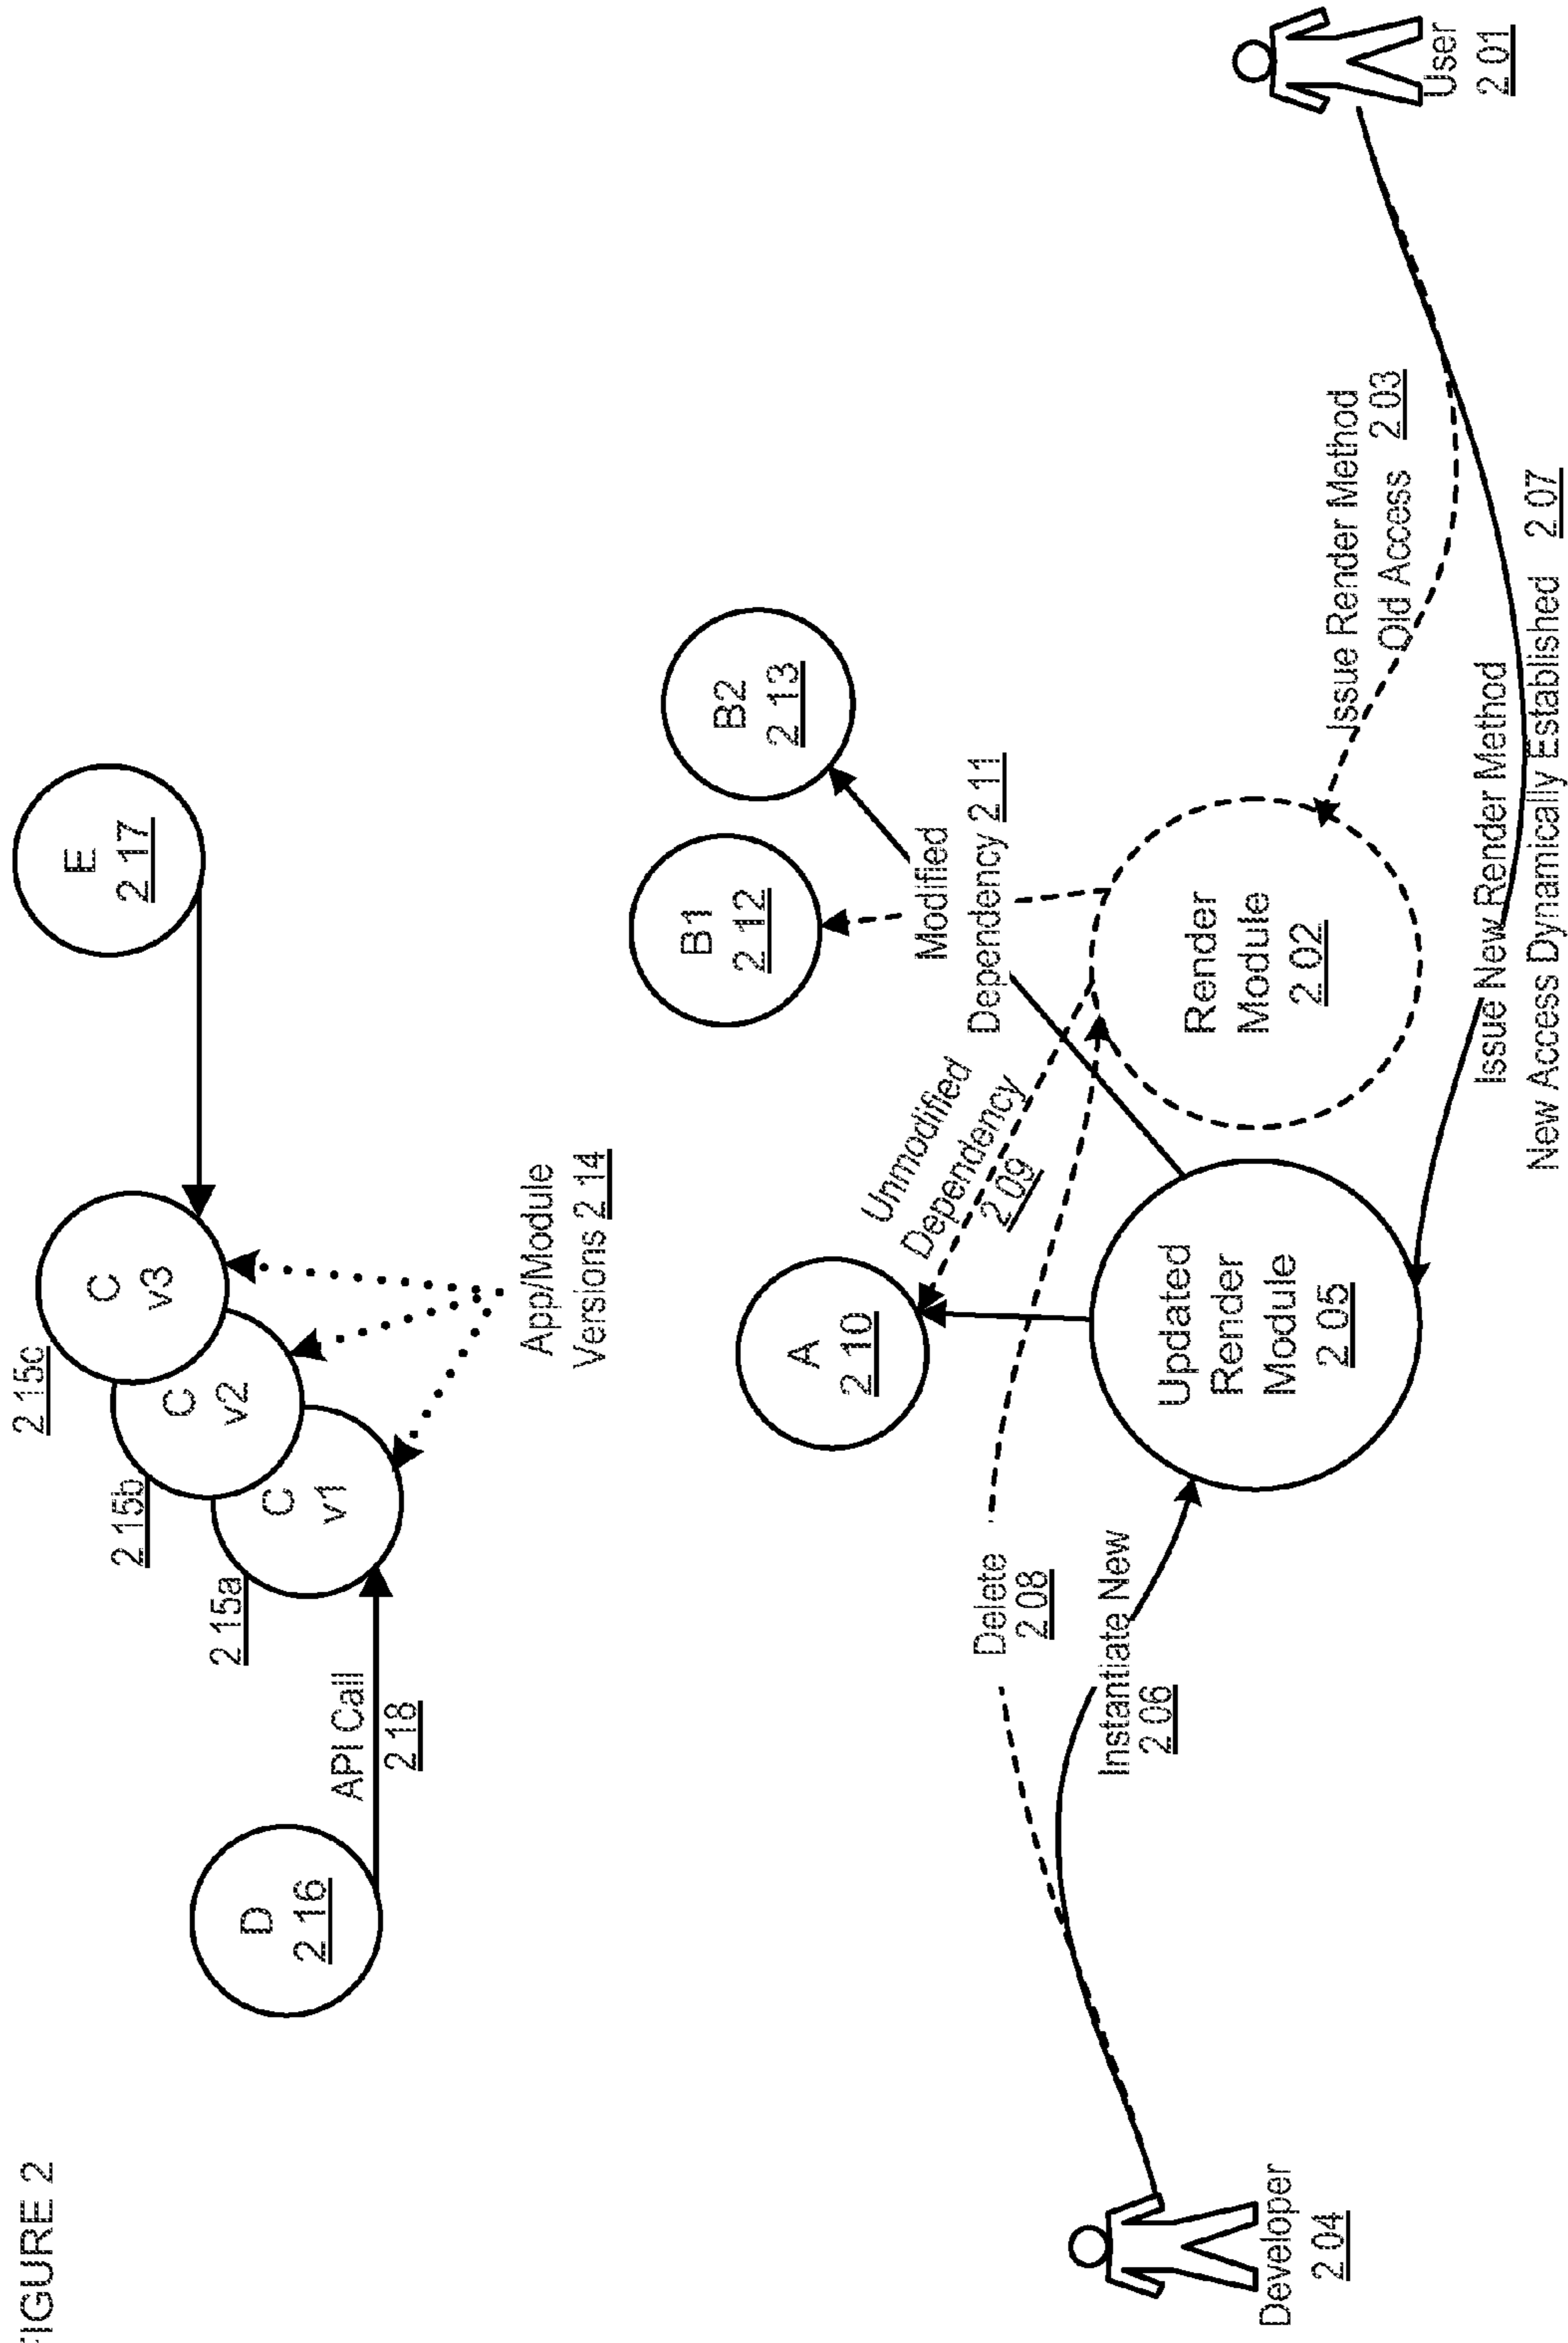 FIGURE 2
D
2 16
API Call
2 18
2 15a
2 15b
2 15c
C
v1
C
v2
C
v3
E
2 17
App/Module
Versions 2 14
Developer
2 04
Delete
2 08
Instantiate New
2 06
A
2 10
Unmodified
Dependency
2 09
Updated
Render
Module
2 05
B1
2 12
B2
2 13
Modified
Dependency 2 11
Render
Module
2 02
Issue Render Method
Old Access 2 03
Issue New Render Method
New Access Dynamically Established 2 07
User
2 01